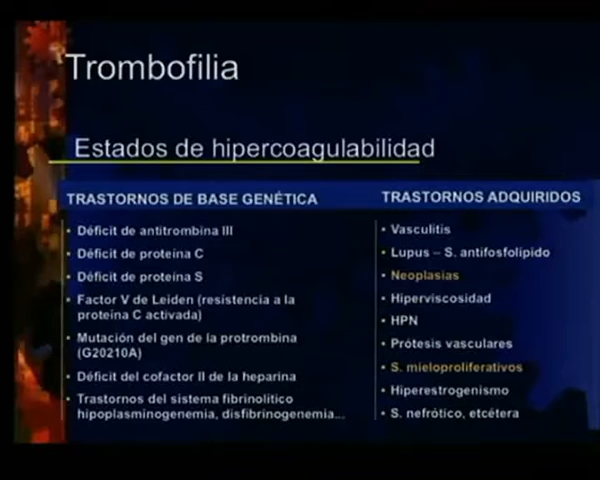 Trombofilia
Estados de hipercoagulabilidad
TRASTORNOS DE BASE GENÉTICA
• Déficit de antitrombina III
• Déficit de proteína C
• Déficit de proteína S
• Factor V de Leiden (resistencia a la
proteína C activada)
• Mutación del gen de la protrombina
(G20210A)
• Déficit del cofactor II de la heparina
• Trastornos del sistema fibrinolítico
hipoplasminogenemia, disfibrinogenemia...
TRASTORNOS ADQUIRIDOS
• Vasculitis
• Lupus – S. antifosfolípido
• Neoplasias
• Hiperviscosidad
• HPN
• Prótesis vasculares
• S. mieloproliferativos
• Hiperestrogenismo
• S. nefrótico, etcétera